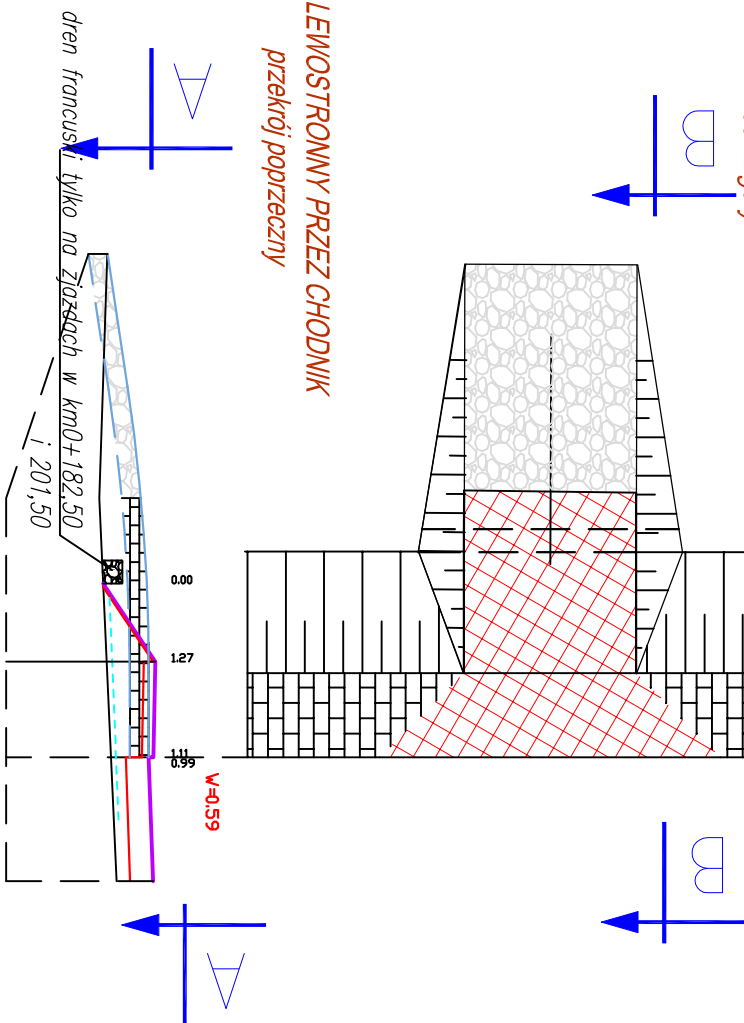 LEWOSTRONNY PRZEZ CHODNIK
przekrój poprzeczny
B
B
A
A
dren francuski tylko na zjazdach w km0+182,50
i 201,50
0.00
1.27
1.11
0.99
W=0.59